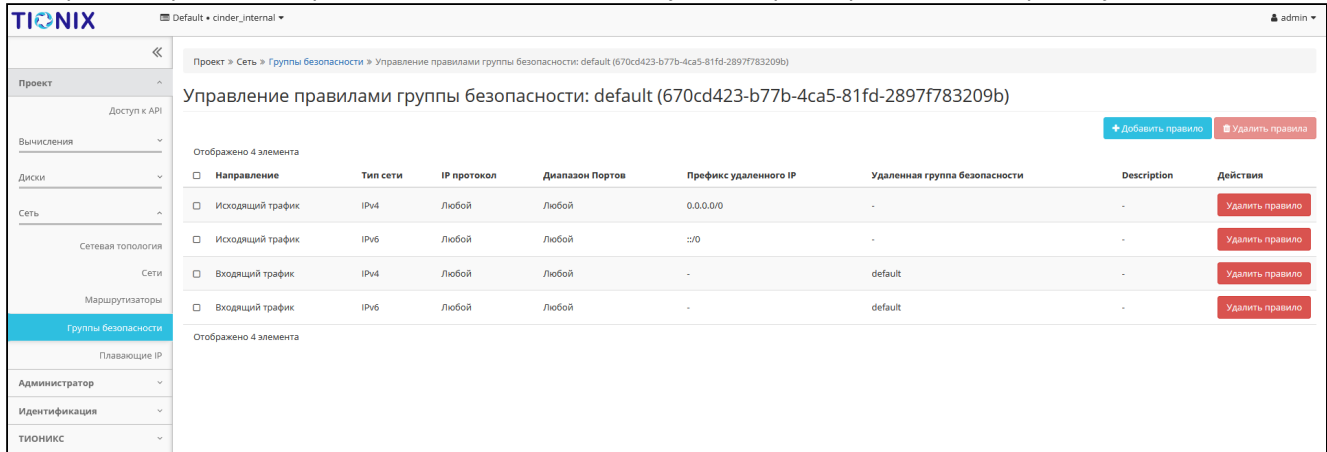 TIONIX
Default • cinder_internal
admin
Проект » Сеть » Группы безопасности » Управление правилами группы безопасности: default (670cd423-b77b-4ca5-81fd-2897f783209b)
Проект
Доступ к API
Вычисления
Диски
Сеть
Сетевая топология
Сети
Маршрутизаторы
Группы безопасности
Плавающие IP
Администратор
Идентификация
ТИОНИКС
Управление правилами группы безопасности: default (670cd423-b77b-4ca5-81fd-2897f783209b)
+ Добавить правило Удалить правила
Отображено 4 элемента
Направление Тип сети IP протокол Диапазон Портов Префикс удаленного IP Удаленная группа безопасности Description Действия
Исходящий трафик IPv4 Любой Любой 0.0.0.0/0 - - Удалить правило
Исходящий трафик IPv6 Любой Любой ::/0 - - Удалить правило
Входящий трафик IPv4 Любой Любой - default - Удалить правило
Входящий трафик IPv6 Любой Любой - default - Удалить правило
Отображено 4 элемента